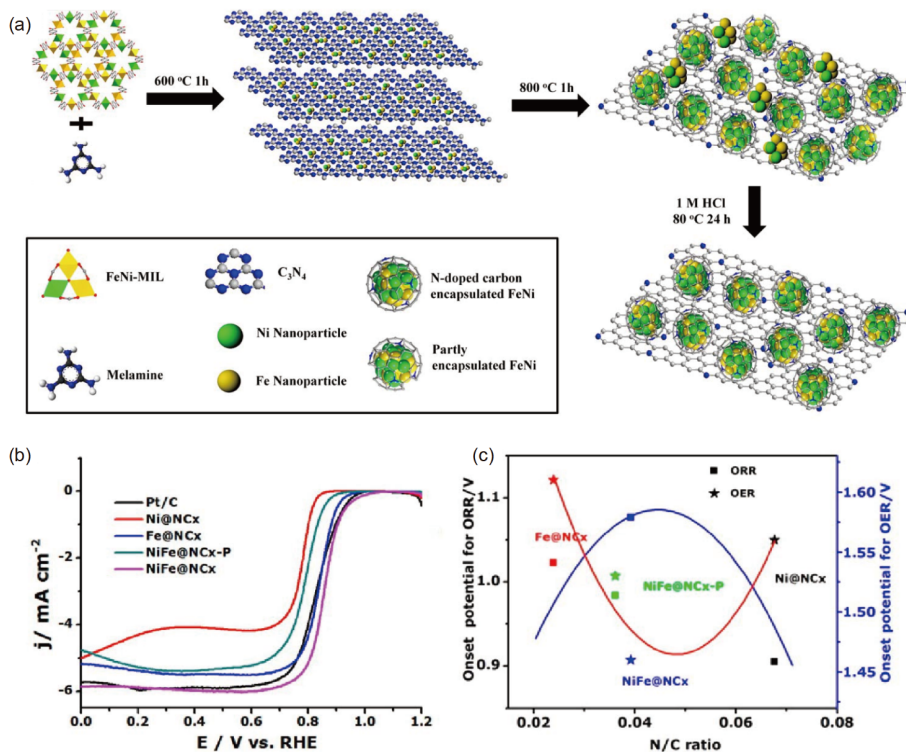 (a)
600 °C 1h
800 °C 1h
1 M HCl
80 °C 24 h
FeNi-MIL
C₃N₄
N-doped carbon
encapsulated FeNi
Ni Nanoparticle
Melamine
Fe Nanoparticle
Partly
encapsulated FeNi
(b)
0
-2
-4
-6
j/ mA cm⁻²
Pt/C
Ni@NCx
Fe@NCx
NiFe@NCx-P
NiFe@NCx
0.0 0.2 0.4 0.6 0.8 1.0 1.2
E / V vs. RHE
(c)
Onset potential for ORR/V
1.1
1.0
0.9
ORR
OER
Fe@NCx
NiFe@NCx-P
Ni@NCx
NiFe@NCx
1.60
1.55
1.50
1.45
Onset potential for OER/V
0.02 0.04 0.06 0.08
N/C ratio